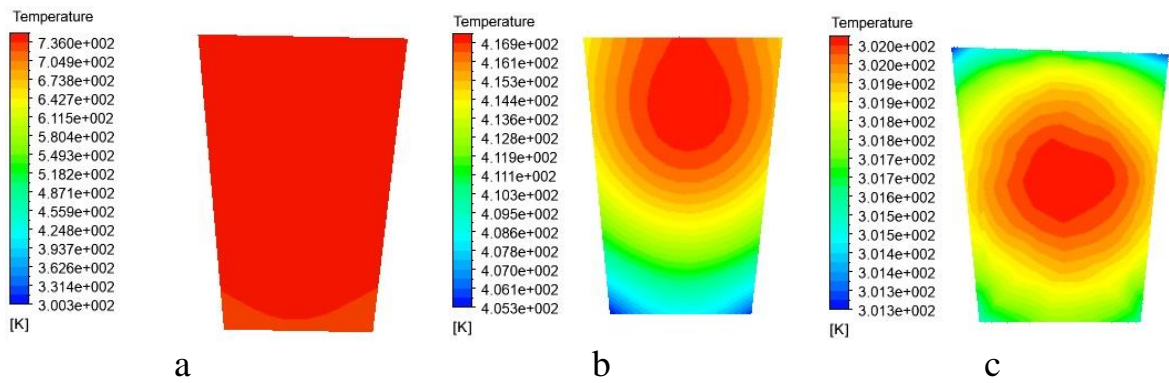 Temperature
7.360e+002
7.049e+002
6.738e+002
6.427e+002
6.115e+002
5.804e+002
5.493e+002
5.182e+002
4.871e+002
4.559e+002
4.248e+002
3.937e+002
3.626e+002
3.314e+002
3.003e+002
[K]
a
Temperature
4.169e+002
4.161e+002
4.153e+002
4.144e+002
4.136e+002
4.128e+002
4.119e+002
4.111e+002
4.103e+002
4.095e+002
4.086e+002
4.078e+002
4.070e+002
4.061e+002
4.053e+002
[K]
b
Temperature
3.020e+002
3.020e+002
3.019e+002
3.019e+002
3.018e+002
3.018e+002
3.017e+002
3.017e+002
3.016e+002
3.015e+002
3.015e+002
3.014e+002
3.014e+002
3.013e+002
3.013e+002
[K]
c